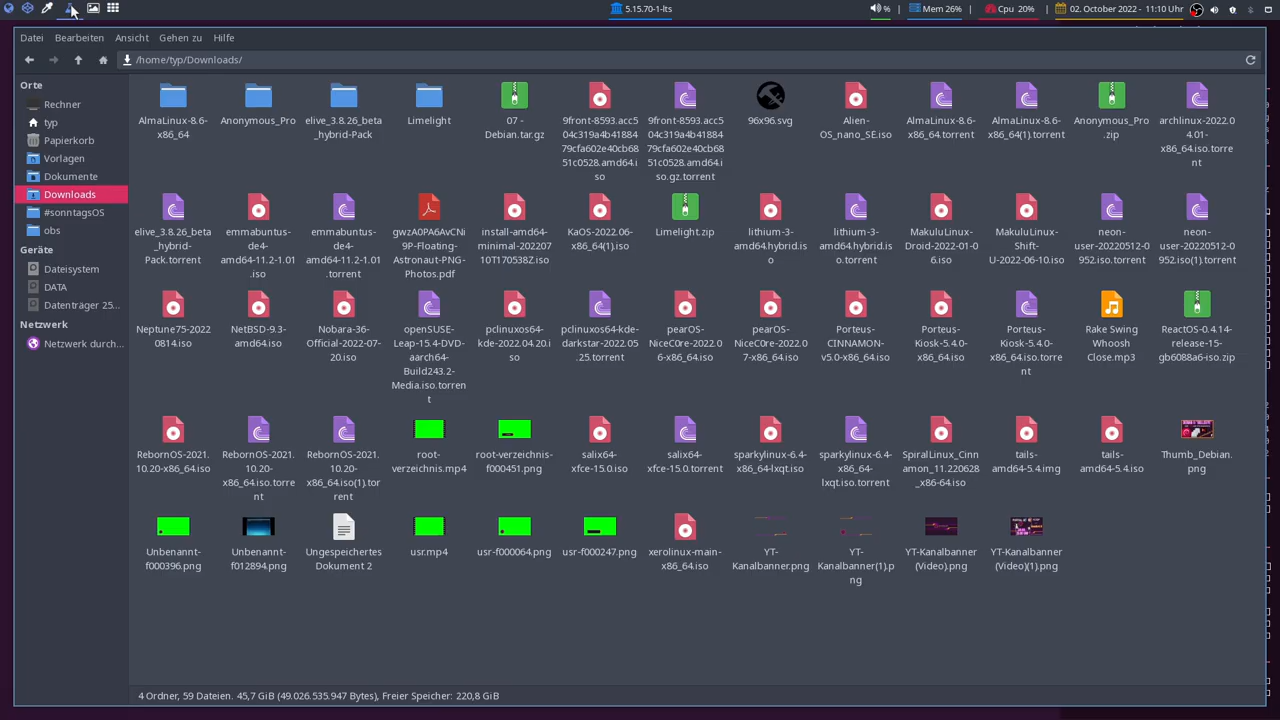 5.15.70-1-lts
%
Mem 26%
Cpu 20%
02. October 2022 - 11:10 Uhr
Datei Bearbeiten Ansicht Gehen zu Hilfe
/home/typ/Downloads/
Orte
Rechner
typ
Papierkorb
Vorlagen
Dokumente
Downloads
#sonntagsOS
obs
Geräte
Dateisystem
DATA
Datenträger 25...
Netzwerk
Netzwerk durch...
AlmaLinux-8.6-
x86_64
Anonymous_Pro
elive_3.8.26_beta
_hybrid-Pack
Limelight
07 -
Debian.tar.gz
9front-8593.acc5
04c319a4b41884
79cfa602e40cb68
51c0528.amd64.i
so
9front-8593.acc5
04c319a4b41884
79cfa602e40cb68
51c0528.amd64.i
so.gz.torrent
96x96.svg
Alien-
OS_nano_SE.iso
AlmaLinux-8.6-
x86_64.torrent
AlmaLinux-8.6-
x86_64(1).torrent
Anonymous_Pro
.zip
archlinux-2022.0
4.01-
x86_64.iso.torre
nt
elive_3.8.26_beta
_hybrid-
Pack.torrent
emmabuntus-
de4-
amd64-11.2-1.01
.iso
emmabuntus-
de4-
amd64-11.2-1.01
.torrent
gwzA0PA6AvCNi
9P-Floating-
Astronaut-PNG-
Photos.pdf
install-amd64-
minimal-202207
10T170538Z.iso
KaOS-2022.06-
x86_64(1).iso
Limelight.zip
lithium-3-
amd64.hybrid.is
o
lithium-3-
amd64.hybrid.is
o.torrent
MakuluLinux-
Droid-2022-01-0
6.iso
MakuluLinux-
Shift-
U-2022-06-10.iso
neon-
user-20220512-0
952.iso.torrent
neon-
user-20220512-0
952.iso(1).torrent
Neptune75-2022
0814.iso
NetBSD-9.3-
amd64.iso
Nobara-36-
Official-2022-07-
20.iso
openSUSE-
Leap-15.4-DVD-
aarch64-
Build243.2-
Media.iso.torren
t
pclinuxos64-
kde-2022.04.20.i
so
pclinuxos64-kde-
darkstar-2022.05
.25.torrent
pearOS-
NiceC0re-2022.0
6-x86_64.iso
pearOS-
NiceC0re-2022.0
7-x86_64.iso
Porteus-
CINNAMON-
v5.0-x86_64.iso
Porteus-
Kiosk-5.4.0-
x86_64.iso
Porteus-
Kiosk-5.4.0-
x86_64.iso.torre
nt
Rake Swing
Whoosh
Close.mp3
ReactOS-0.4.14-
release-15-
gb6088a6-iso.zip
RebornOS-2021.
10.20-x86_64.iso
RebornOS-2021.
10.20-
x86_64.iso.torre
nt
RebornOS-2021.
10.20-
x86_64.iso(1).tor
rent
root-
verzeichnis.mp4
root-verzeichnis-
f000451.png
salix64-
xfce-15.0.iso
salix64-
xfce-15.0.torrent
sparkylinux-6.4-
x86_64-lxqt.iso
sparkylinux-6.4-
x86_64-
lxqt.iso.torrent
SpiralLinux_Cinn
amon_11.220628
_x86-64.iso
tails-
amd64-5.4.img
tails-
amd64-5.4.iso
Thumb_Debian.
png
Unbenannt-
f000396.png
Unbenannt-
f012894.png
Ungespeichertes
Dokument 2
usr.mp4
usr-f000064.png
usr-f000247.png
xerolinux-main-
x86_64.iso
YT-
Kanalbanner.png
YT-
Kanalbanner(1).p
ng
YT-Kanalbanner
(Video).png
YT-Kanalbanner
(Video)(1).png
4 Ordner, 59 Dateien. 45,7 GiB (49.026.535.947 Bytes), Freier Speicher: 220,8 GiB